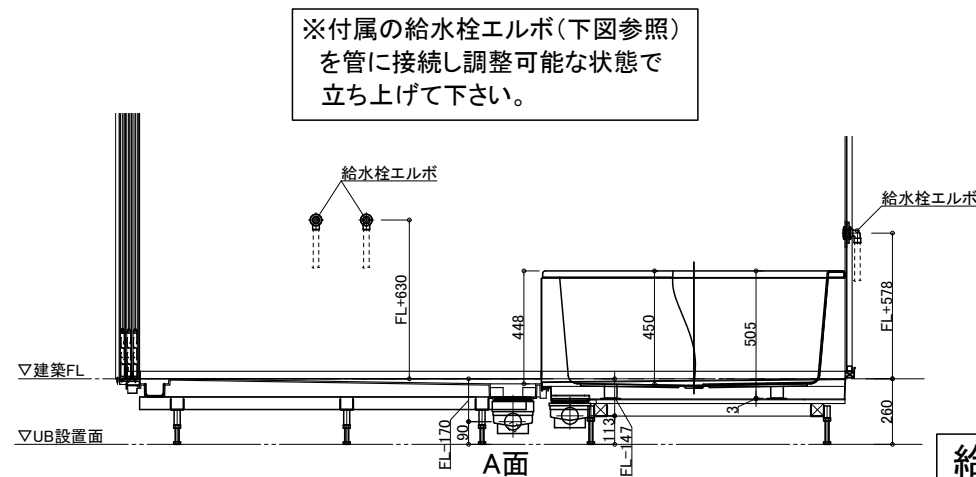 ※付属の給水栓エルボ(下図参照)
を管に接続し調整可能な状態で
立ち上げて下さい。
給水栓エルボ
給水栓エルボ
FL+630
448
450
505
FL+578
▽建築FL
3
260
▽UB設置面
FL-170
90
113
FL-147
A面
給